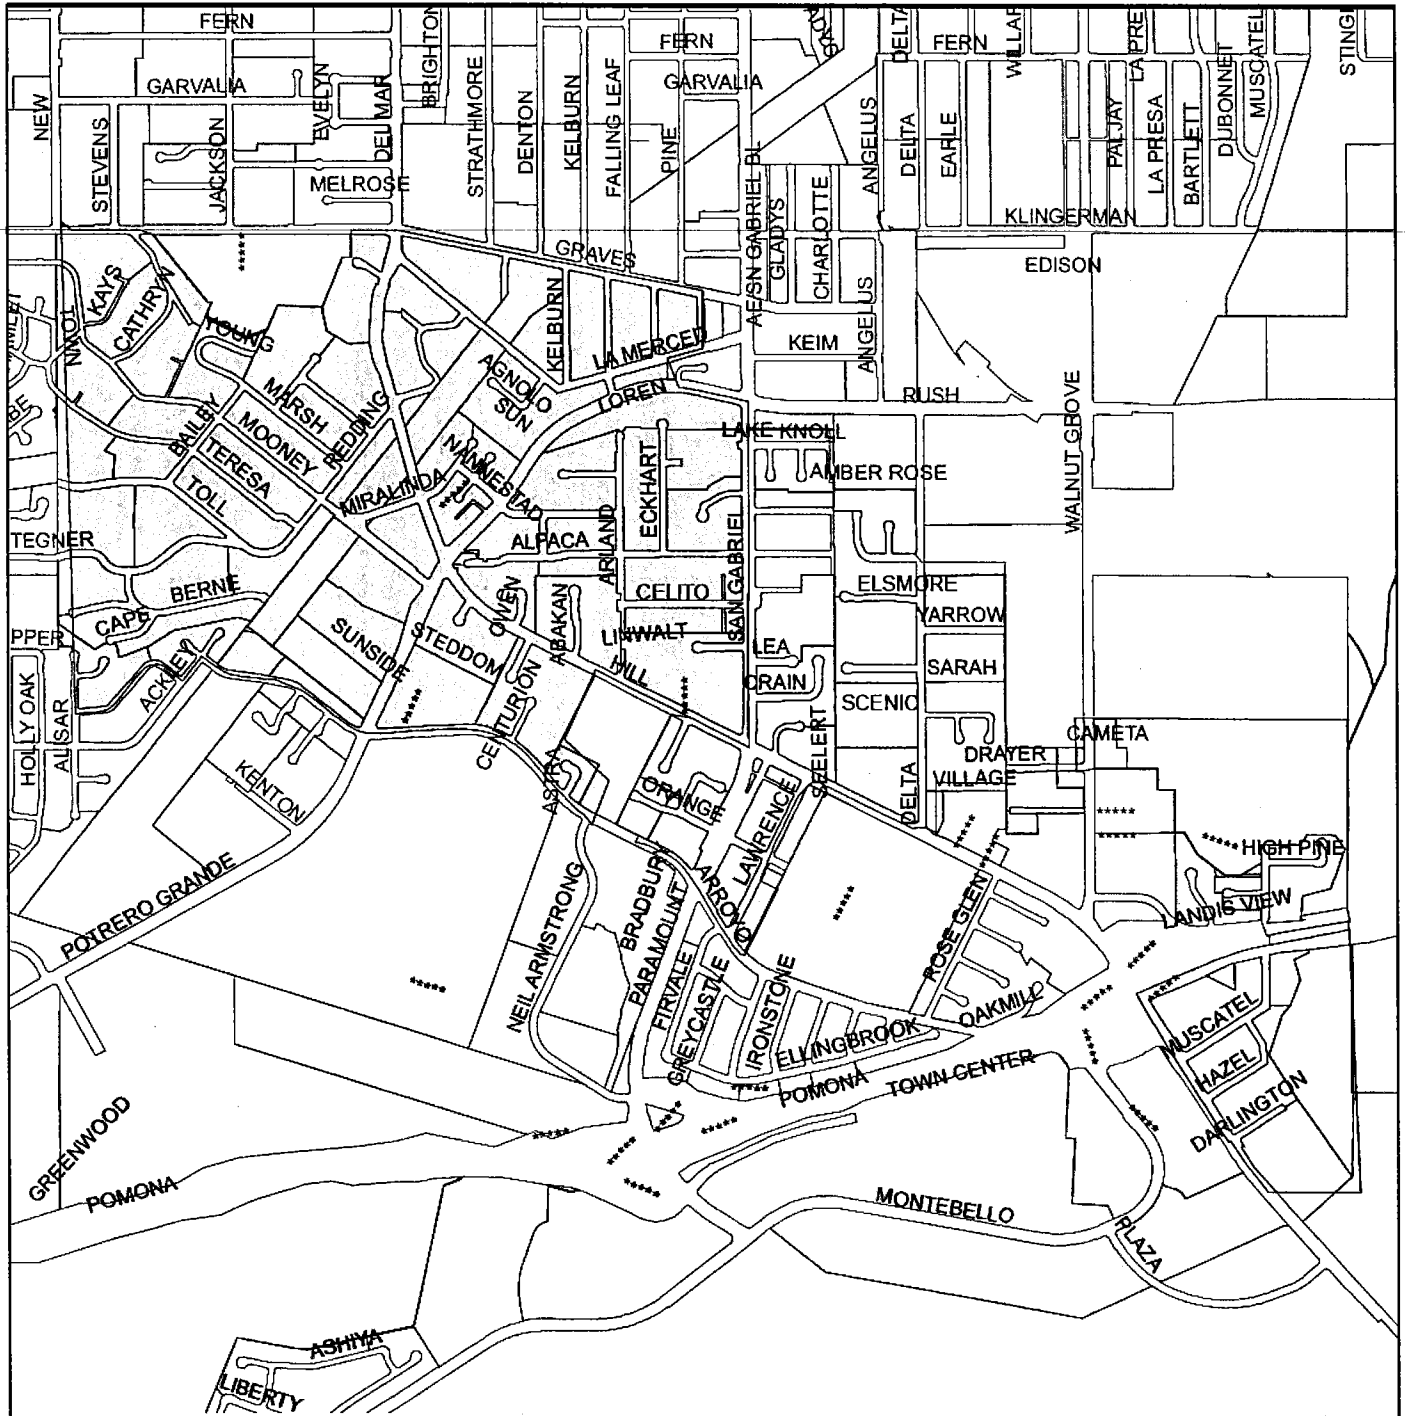 FERN
BRIGHTON
FERN
DELTA
FERN
MUSCATEL
GARVALIA
EVELYN
DEL MAR
STRATHMORE
DENTON
KELBURN
FALLING LEAF
GARVALIA
PINE
NEW
STEVENS
JACKSON
MELROSE
ANGELUS
DELTA
EARLE
PALJAY
LA PRESA
BARTLETT
DUBONNET
GLADYS
CHARLOTTE
KLINGERMAN
GRAVES
EDISON
*****
KAYS
CATHRYN
YOUNG
KELBURN
LA MERCED
KEIM
ANGELUS
AGNOLO
SUN
LOREN
RUSH
WALNUT GROVE
MARSH
REDDING
BAILEY
MOONEY
TERESA
TOLL
MIRALINDA
NANNESTAD
LAKE KNOLL
AMBER ROSE
ECKHART
ARLAND
ALPACA
SAN GABRIEL
TEGNER
BERNE
CAPE
OWEN
ABAKAN
CELITO
LINWALT
ELSMORE
YARROW
LEA
SARAH
CRAIN
SCENIC
SUNSIDE
STEDDOM
HILL
*****
*****
ACKLEY
HOLLY OAK
ALISAR
CENTURION
ASTRA
SEELERT
CAMETA
DRAYER
VILLAGE
KENTON
ORANGE
LAWRENCE
DELTA
*****
*****
*****
*****
*****
HIGH PINE
POTRERO GRANDE
NEIL ARMSTRONG
BRADBURY
PARAMOUNT
ARROYO
*****
ROSE GLEN
LANDIS VIEW
FIRVALE
GREYCASTLE
IRONSTONE
ELLINGBROOK
OAKMILL
*****
*****
*****
*****
*****
MUSCATEL
HAZEL
DARLINGTON
*****
POMONA
TOWN CENTER
*****
GREENWOOD
POMONA
*****
*****
*****
*****
*****
MONTEBELLO
PLAZA
ASHIYA
LIBERTY